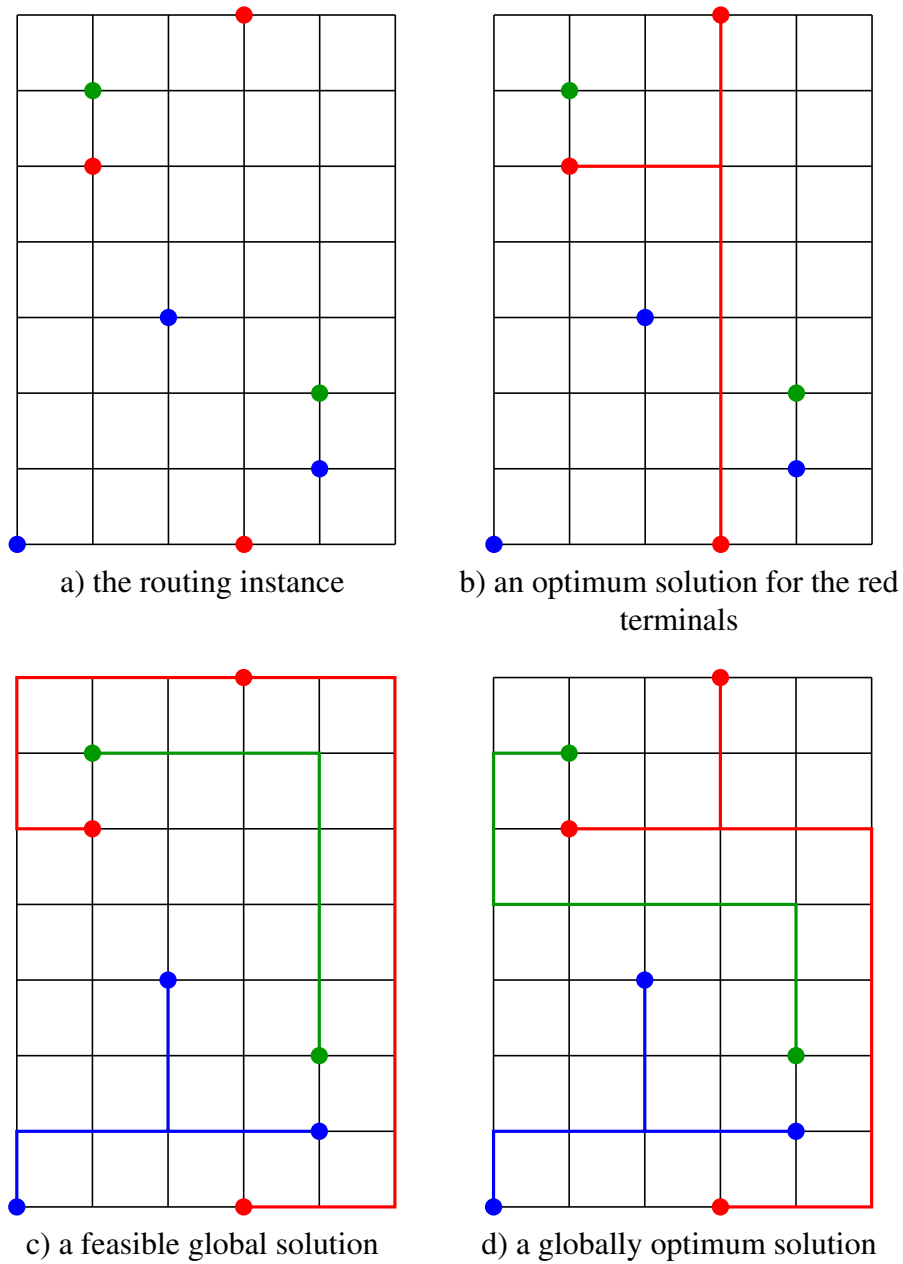 a) the routing instance
b) an optimum solution for the red
terminals
c) a feasible global solution
d) a globally optimum solution